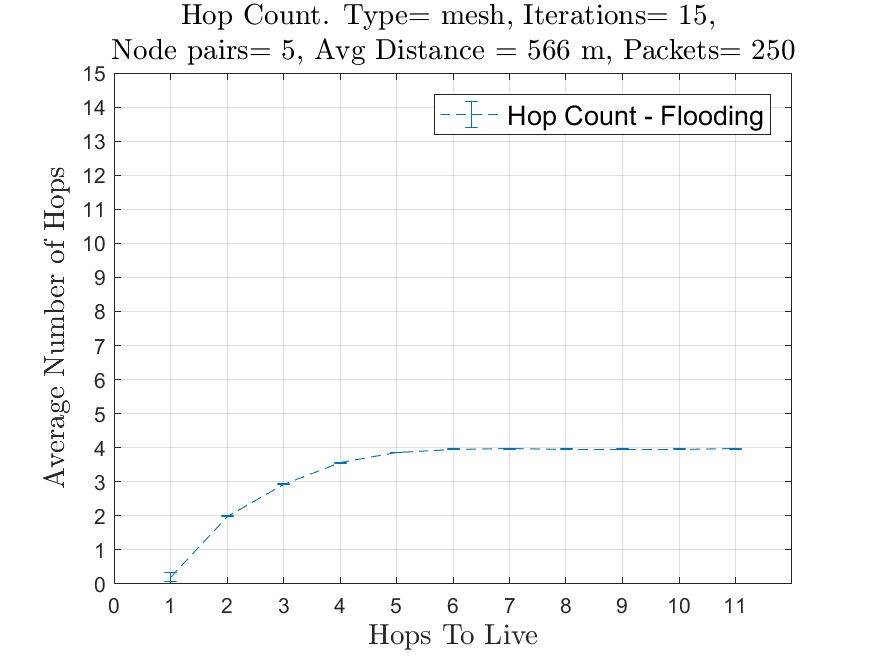 Hop Count. Type= mesh, Iterations= 15,
Node pairs= 5, Avg Distance = 566 m, Packets= 250
Hop Count - Flooding
Average Number of Hops
15
14
13
12
11
10
9
8
7
6
5
4
3
2
1
0
0 1 2 3 4 5 6 7 8 9 10 11
Hops To Live